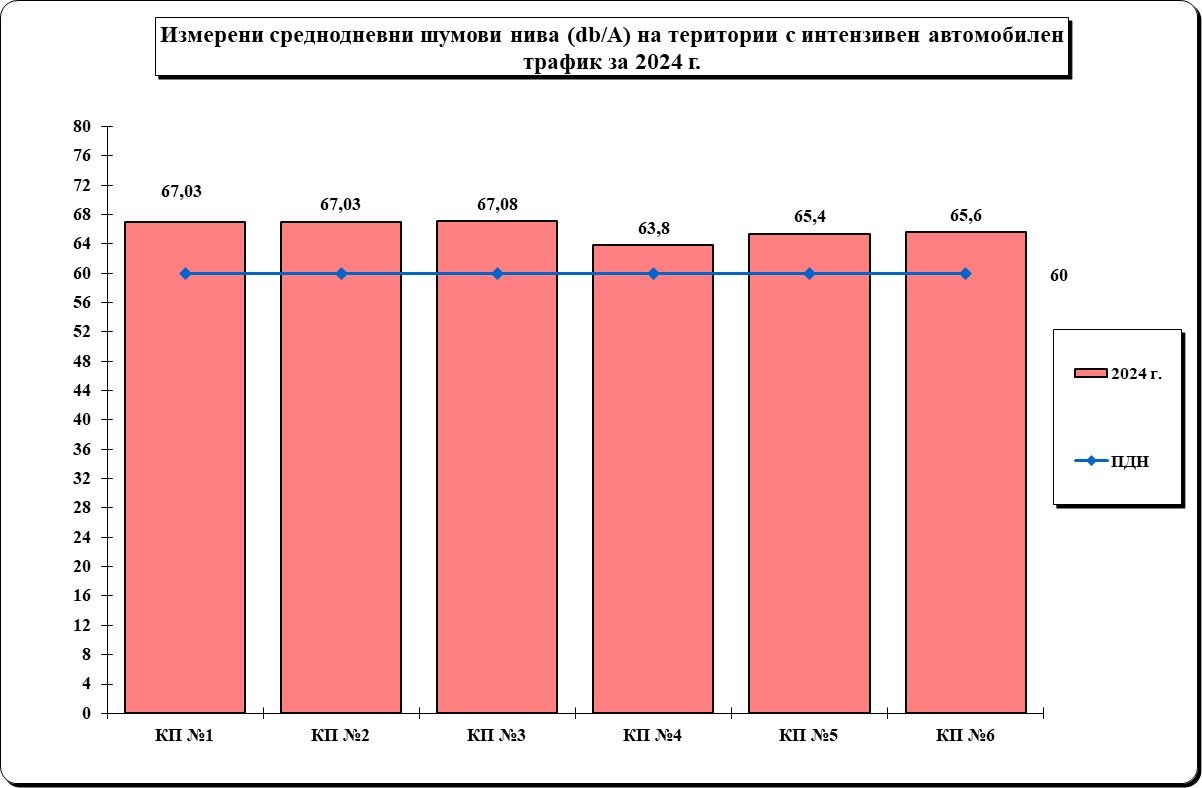 Измерени среднодневни шумови нива (db/A) на територии с интензивен автомобилен
трафик за 2024 г.
80
76
72
68
64
60
56
52
48
44
40
36
32
28
24
20
16
12
8
4
0
67,03
67,03
67,08
63,8
65,4
65,6
60
2024 г.
ПДН
КП №1
КП №2
КП №3
КП №4
КП №5
КП №6